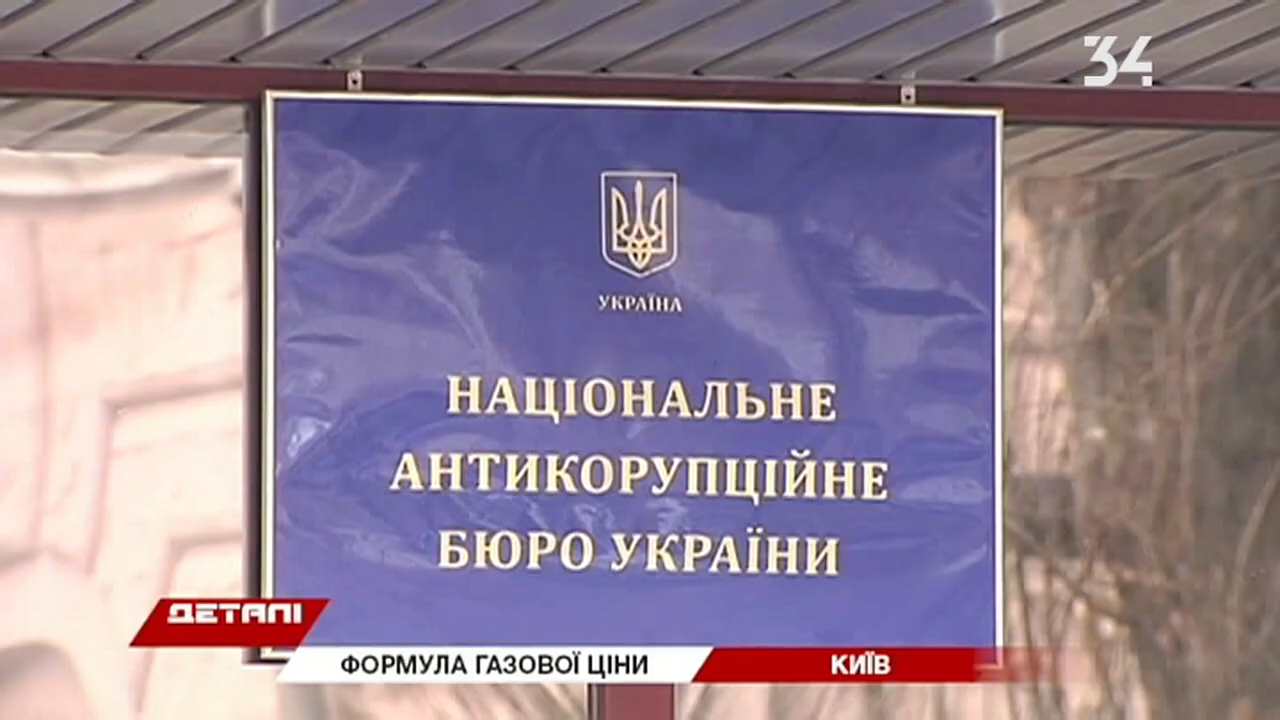 34
УКРАЇНА
НАЦІОНАЛЬНЕ
АНТИКОРУПЦІЙНЕ
БЮРО УКРАЇНИ
ДЕТАЛІ
ФОРМУЛА ГАЗОВОЇ ЦІНИ КИЇВ